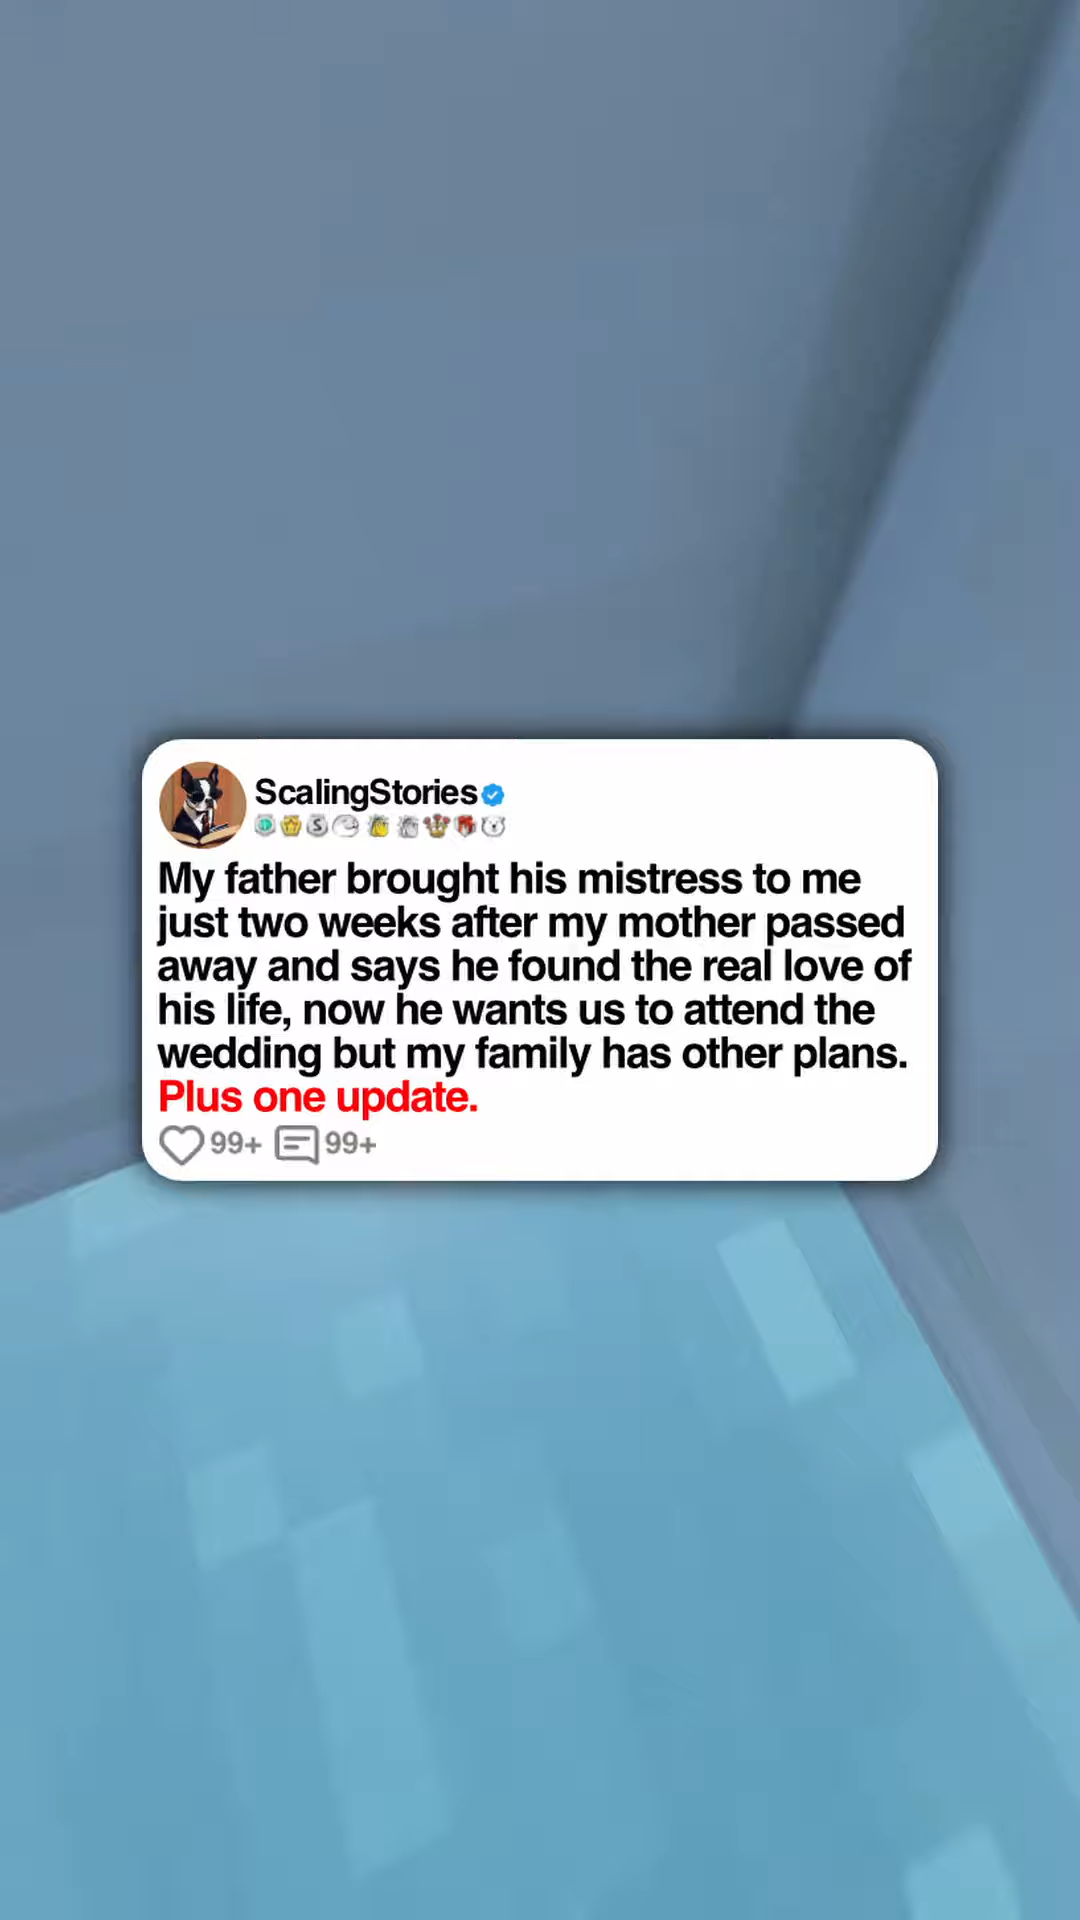 ScalingStories
My father brought his mistress to me
just two weeks after my mother passed
away and says he found the real love of
his life, now he wants us to attend the
wedding but my family has other plans.
Plus one update.
99+ 99+